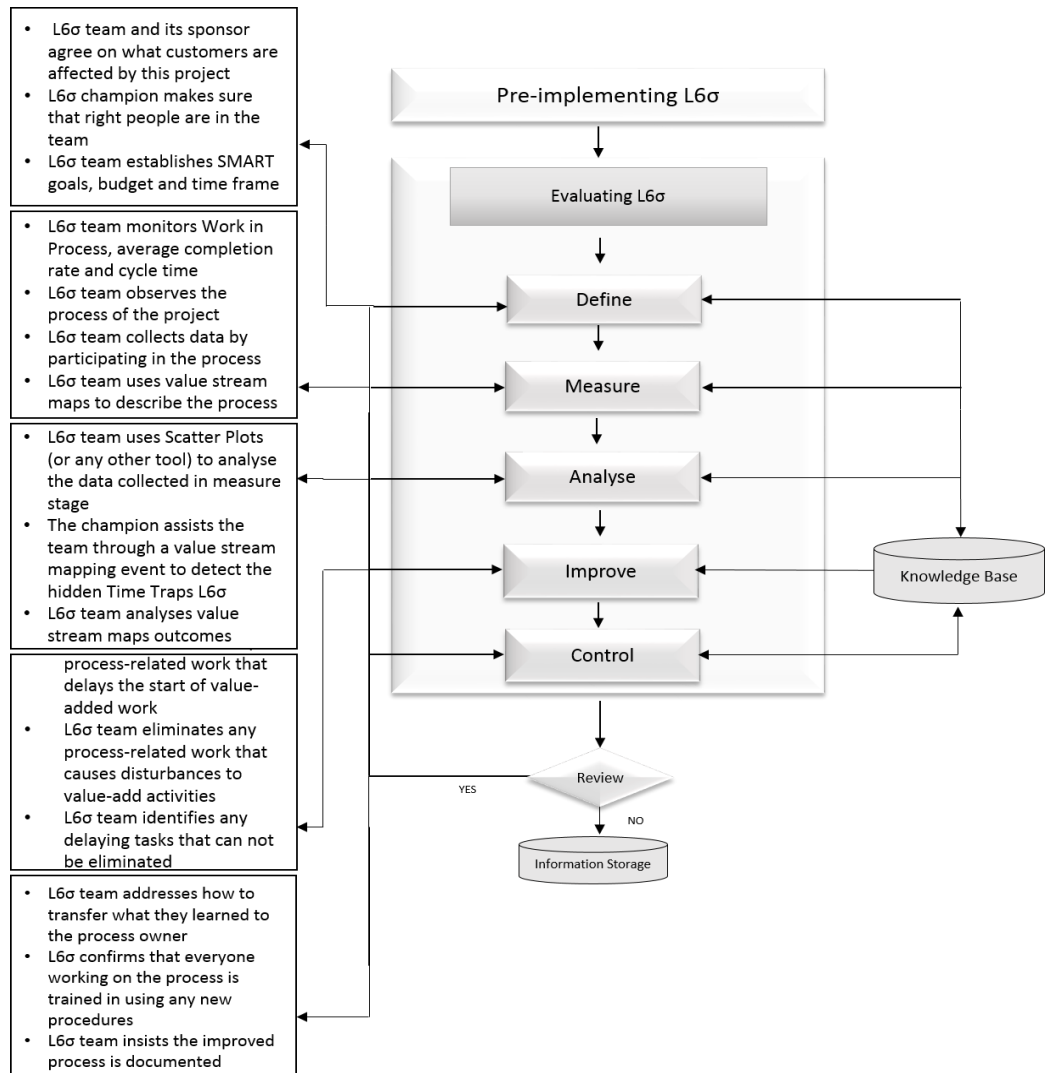 • L6σ team and its sponsor
agree on what customers are
affected by this project
• L6σ champion makes sure
that right people are in the
team
• L6σ team establishes SMART
goals, budget and time frame
• L6σ team monitors Work in
Process, average completion
rate and cycle time
• L6σ team observes the
process of the project
• L6σ team collects data by
participating in the process
• L6σ team uses value stream
maps to describe the process
• L6σ team uses Scatter Plots
(or any other tool) to analyse
the data collected in measure
stage
• The champion assists the
team through a value stream
mapping event to detect the
hidden Time Traps L6σ
• L6σ team analyses value
stream maps outcomes
process-related work that
delays the start of value-
added work
• L6σ team eliminates any
process-related work that
causes disturbances to
value-add activities
• L6σ team identifies any
delaying tasks that can not
be eliminated
• L6σ team addresses how to
transfer what they learned to
the process owner
• L6σ confirms that everyone
working on the process is
trained in using any new
procedures
• L6σ team insists the improved
process is documented
Pre-implementing L6σ
Evaluating L6σ
Define
Measure
Analyse
Improve
Control
Review
YES
NO
Information Storage
Knowledge Base